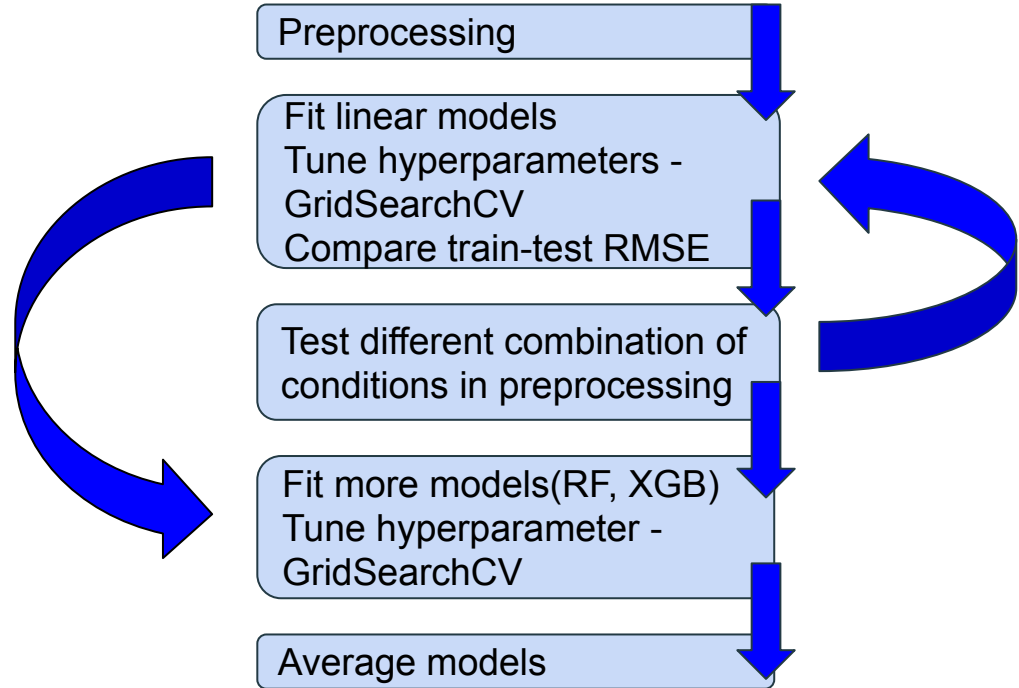 Preprocessing
Fit linear models
Tune hyperparameters -
GridSearchCV
Compare train-test RMSE
Test different combination of
conditions in preprocessing
Fit more models(RF, XGB)
Tune hyperparameter -
GridSearchCV
Average models